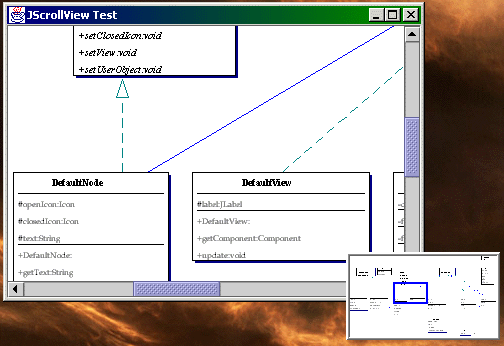 JScrollView Test
+setClosedIcon:void
+setView:void
+setUserObject:void
DefaultNode
#openIcon:Icon
#closedIcon:Icon
#text:String
+DefaultNode:
+getText:String
DefaultView
#label:JLabel
+DefaultView:
+getComponent:Component
+update:void